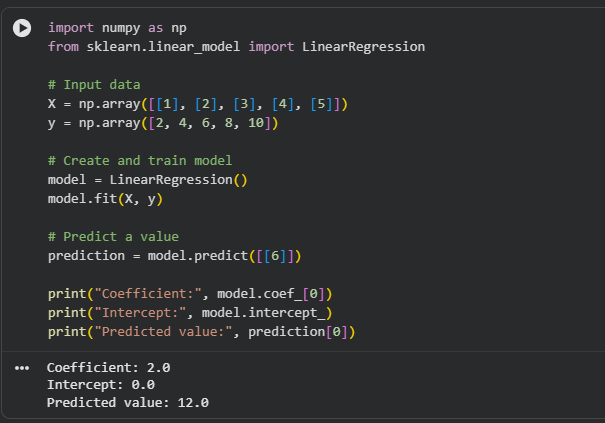 import numpy as np
from sklearn.linear_model import LinearRegression
# Input data
X = np.array([[1], [2], [3], [4], [5]])
y = np.array([2, 4, 6, 8, 10])
# Create and train model
model = LinearRegression()
model.fit(X, y)
# Predict a value
prediction = model.predict([[6]])
print("Coefficient:", model.coef_[0])
print("Intercept:", model.intercept_)
print("Predicted value:", prediction[0])
Coefficient: 2.0
Intercept: 0.0
Predicted value: 12.0